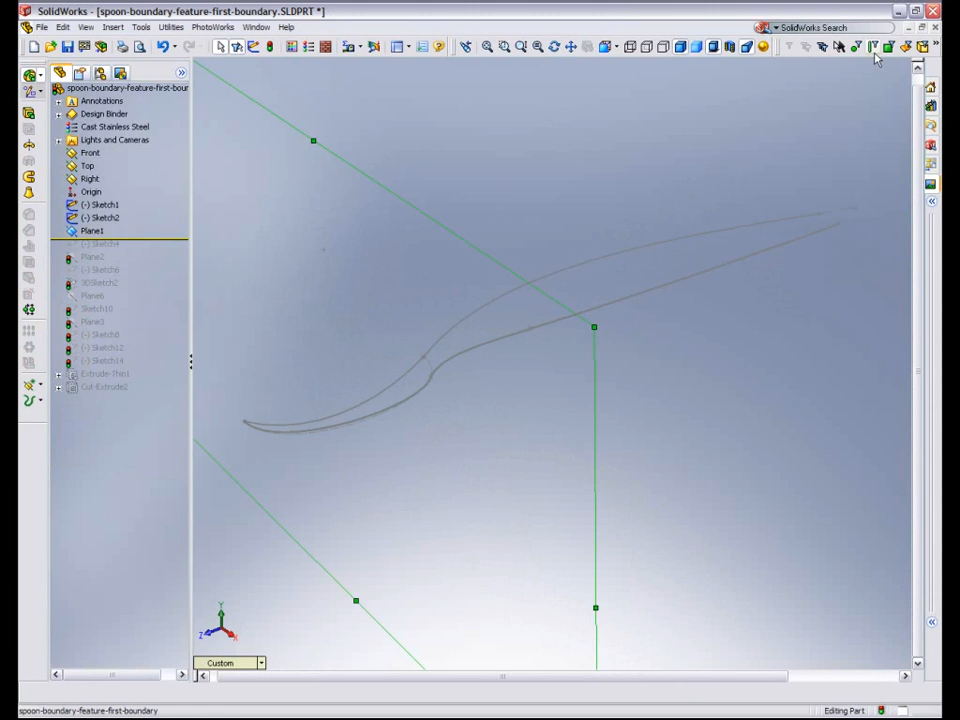 SolidWorks - [spoon-boundary-feature-first-boundary.SLDPRT *]
File Edit View Insert Tools Utilities PhotoWorks Window Help
SolidWorks Search
spoon-boundary-feature-first-bour
Annotations
Design Binder
Cast Stainless Steel
Lights and Cameras
Front
Top
Right
Origin
(-) Sketch1
(-) Sketch2
Plane1
(-) Sketch4
Plane2
(-) Sketch6
3DSketch2
Plane6
Sketch10
Plane3
(-) Sketch8
(-) Sketch12
(-) Sketch14
Extrude-Thin1
Cut-Extrude2
Y
Z
X
Custom
spoon-boundary-feature-first-boundary
Editing Part